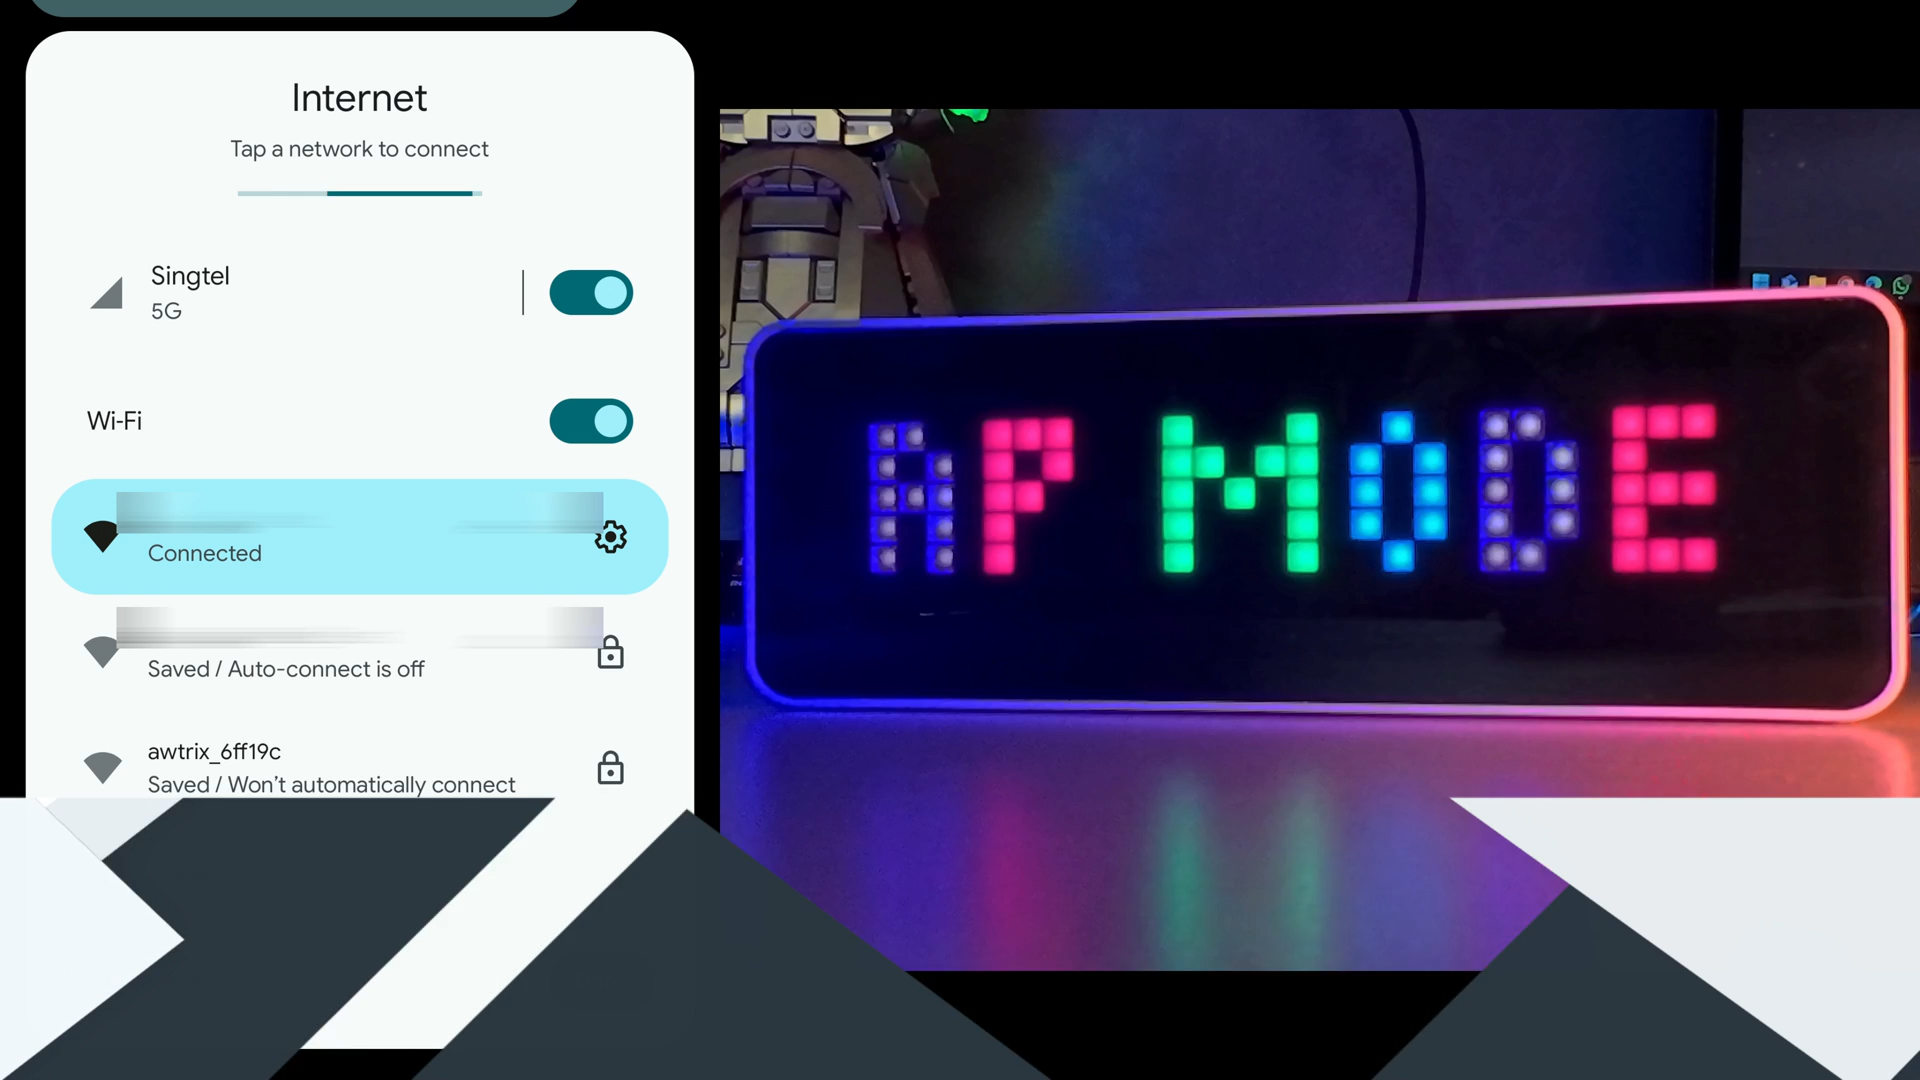 Internet
Tap a network to connect
Singtel
5G
Wi-Fi
Connected
Saved / Auto-connect is off
awtrix_6ff19c
Saved / Won't automatically connect
AP MODE